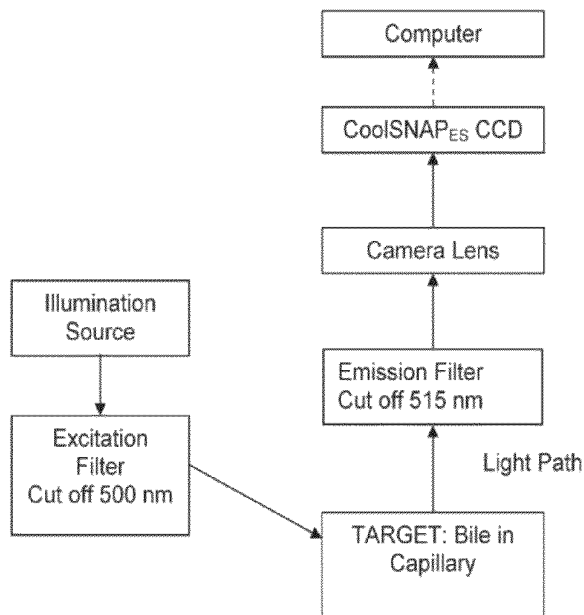 Computer
CoolSNAPES CCD
Camera Lens
Illumination
Source
Emission Filter
Cut off 515 nm
Excitation
Filter
Cut off 500 nm
Light Path
TARGET: Bile in
Capillary